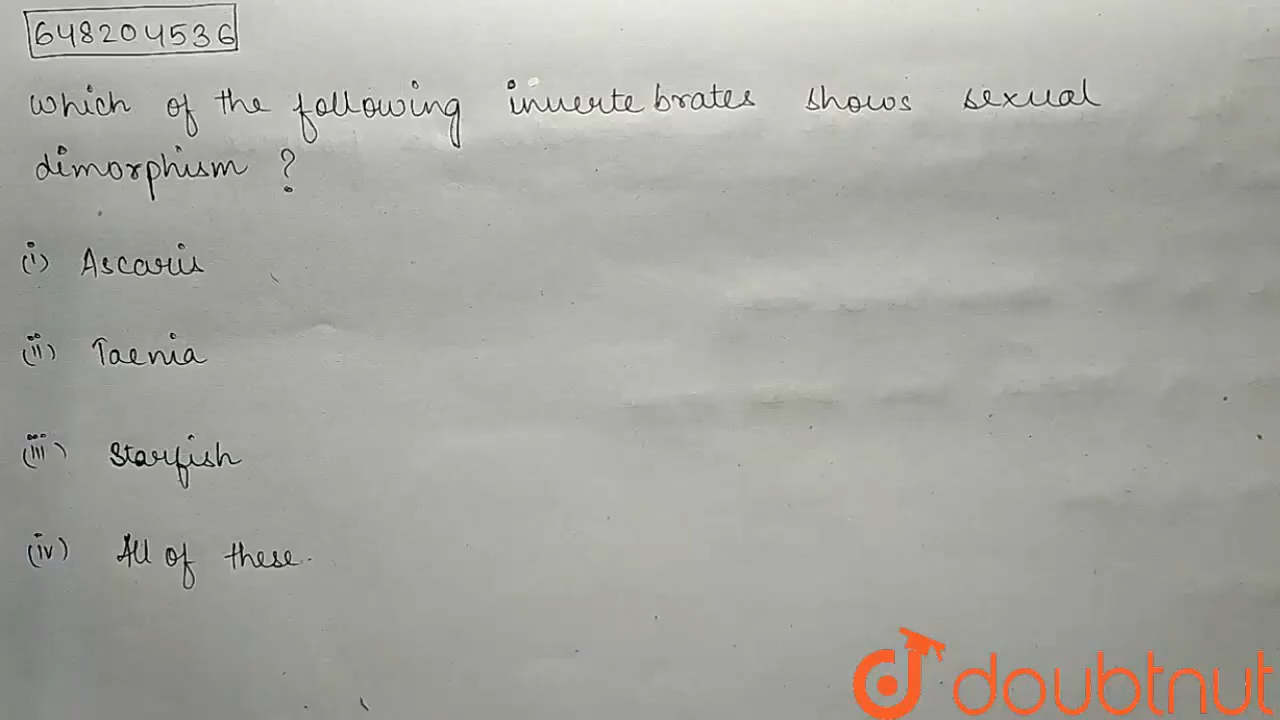 648204536
Which of the following invertebrates shows sexual
dimorphism ?
(i) Ascaris
(ii) Taenia
(iii) Starfish
(iv) All of these.
doubtnut